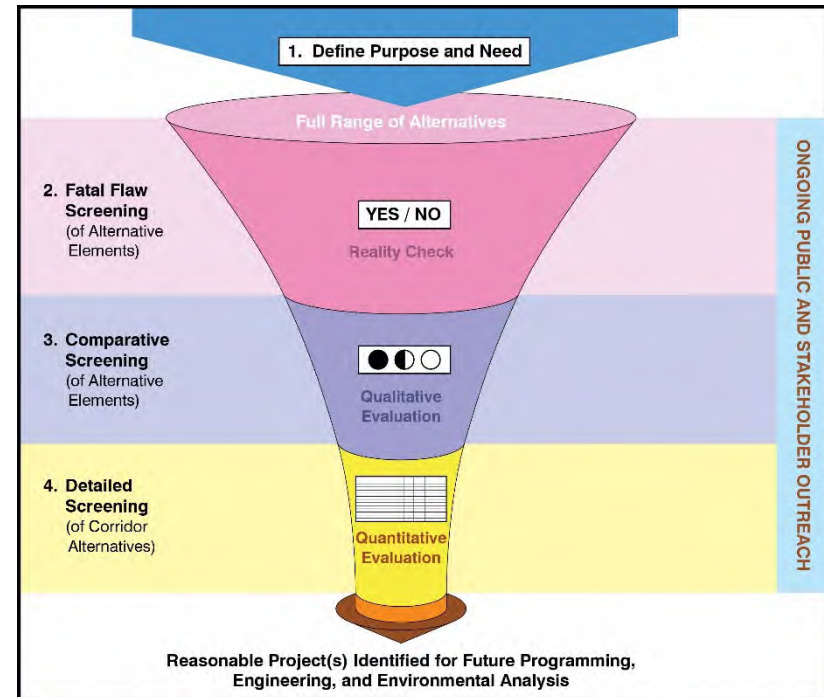 1. Define Purpose and Need
Full Range of Alternatives
2. Fatal Flaw
Screening
(of Alternative
Elements)
YES / NO
Reality Check
3. Comparative
Screening
(of Alternative
Elements)
Qualitative
Evaluation
4. Detailed
Screening
(of Corridor
Alternatives)
Quantitative
Evaluation
ONGOING PUBLIC AND STAKEHOLDER OUTREACH
Reasonable Project(s) Identified for Future Programming,
Engineering, and Environmental Analysis